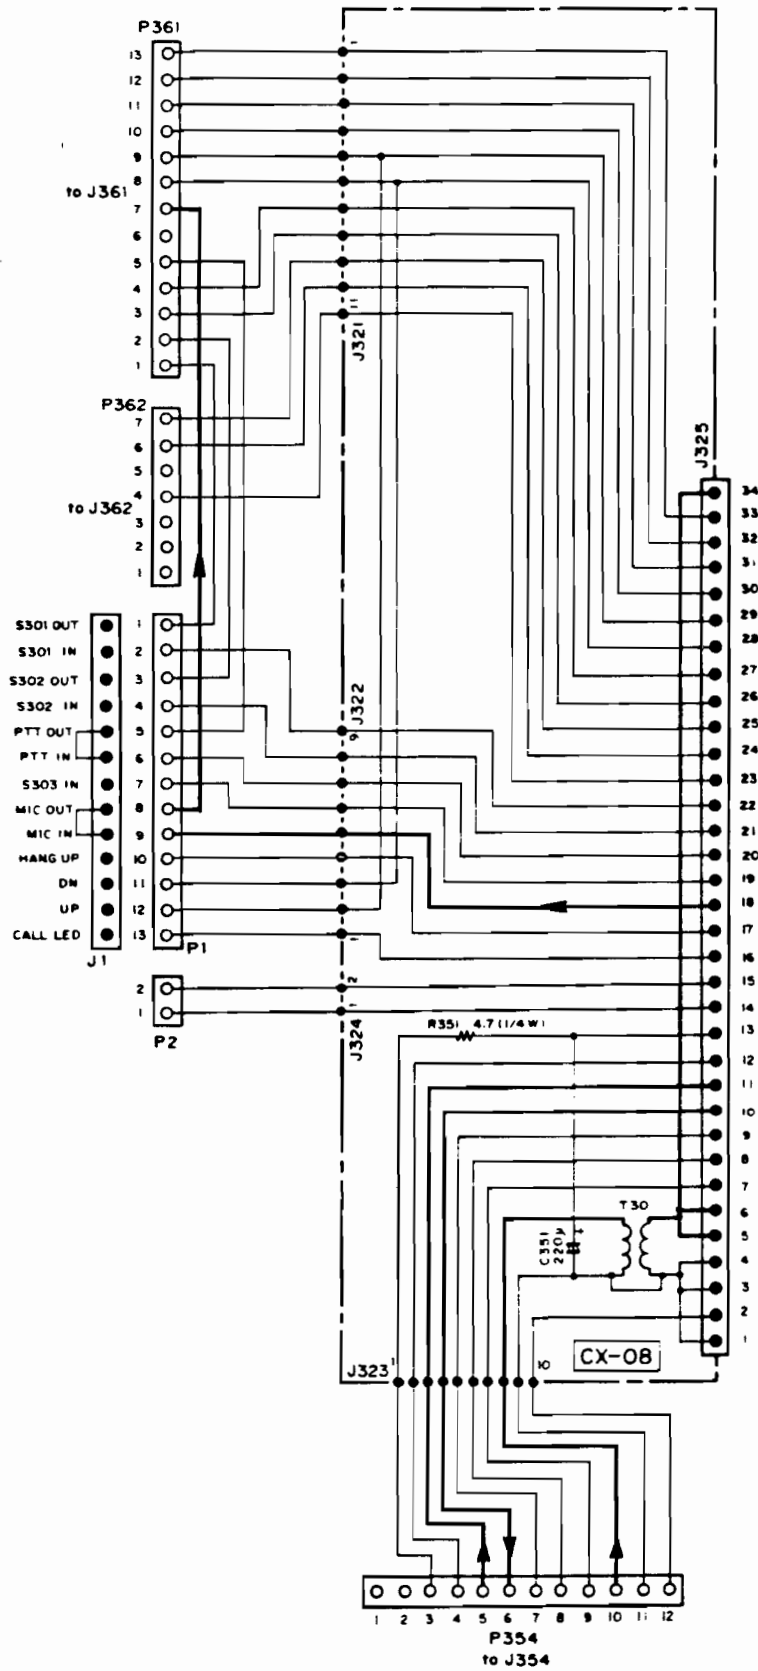 P361
13
12
11
10
9
8
to J361
7
6
5
4
3
2
1
1
11
J321
P362
7
6
5
4
to J362
3
2
1
J325
34
33
32
31
30
29
28
27
26
25
24
23
22
21
20
19
18
17
16
15
14
13
12
11
10
9
8
7
6
5
4
3
2
1
S301 OUT
S301 IN
S302 OUT
S302 IN
PTT OUT
PTT IN
S303 IN
MIC OUT
MIC IN
HANG UP
DN
UP
CALL LED
J1
1
2
3
4
5
6
7
8
9
10
11
12
13
P1
J322
9
1
2
1
P2
2
1
J324
R351 4.7 (1/4W)
T30
C351
220μ
+
CX-08
J323
1
10
1 2 3 4 5 6 7 8 9 10 11 12
P354
to J354